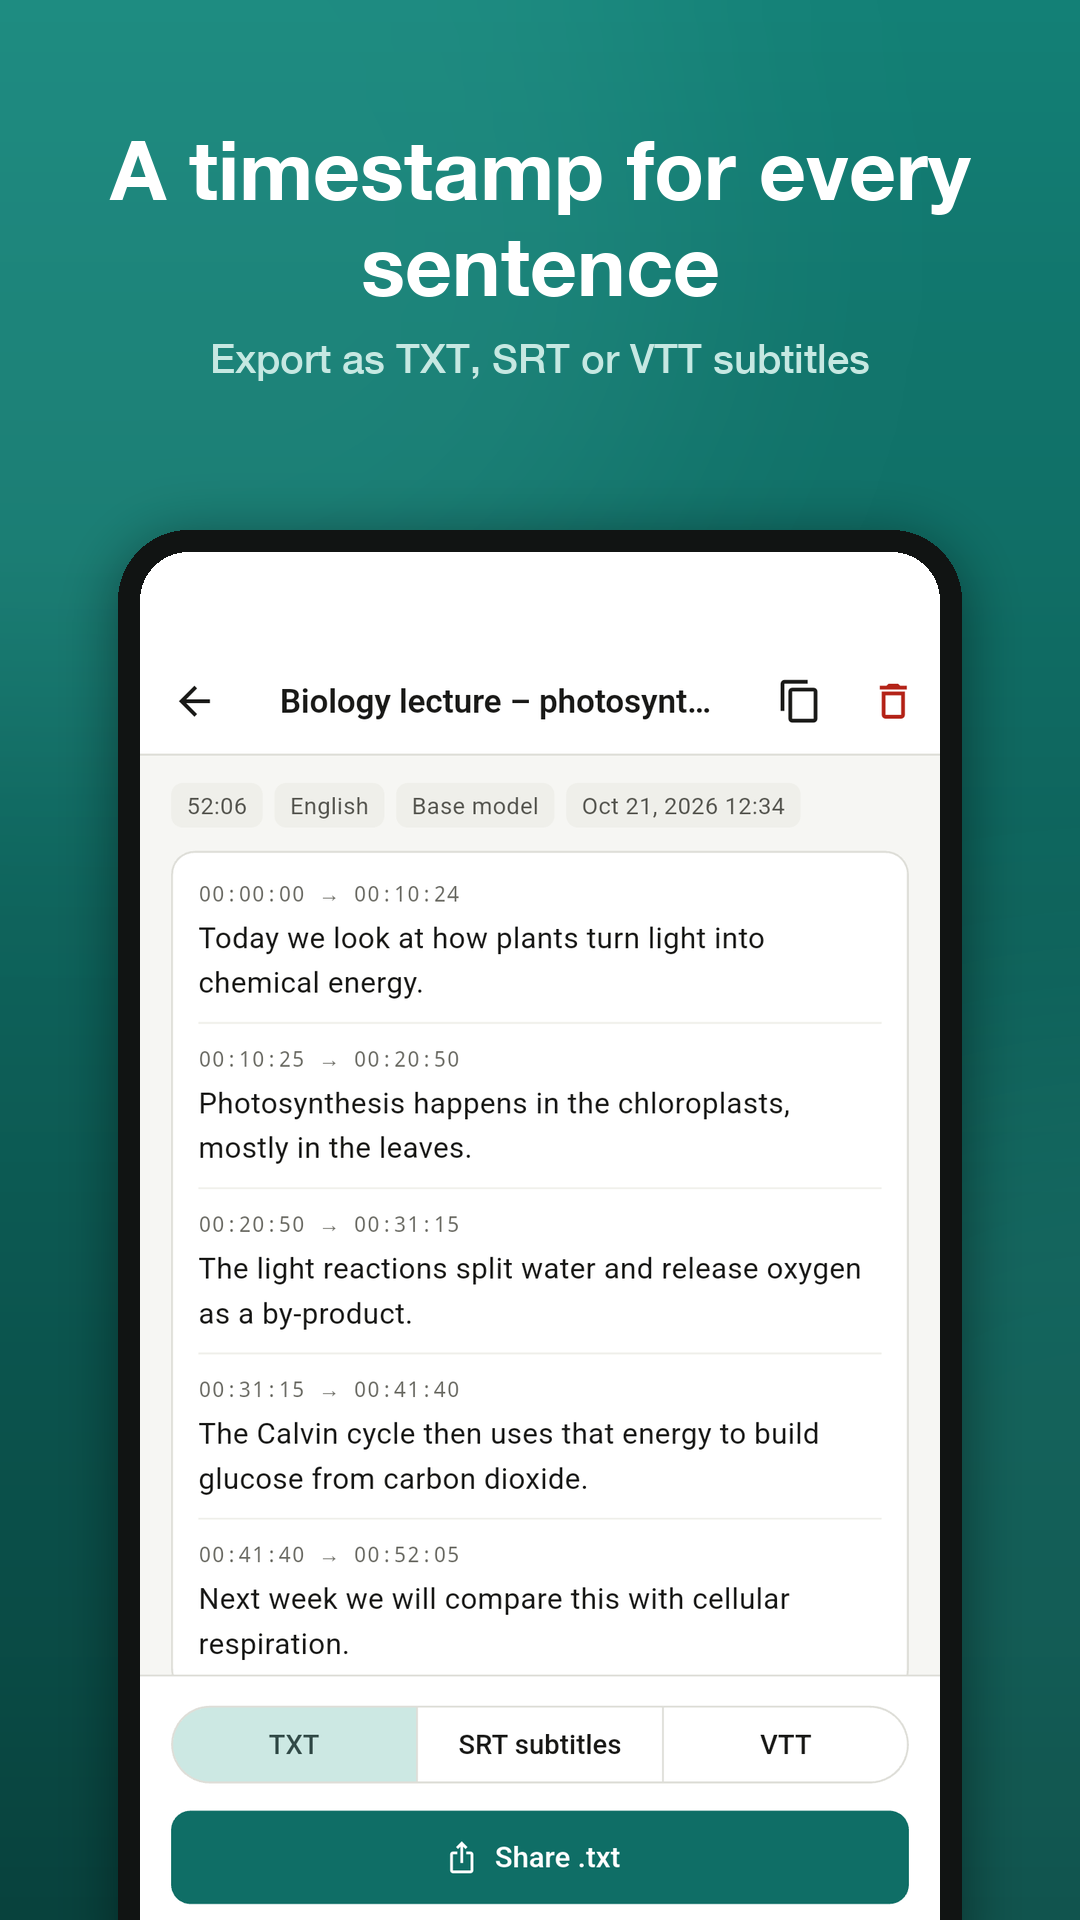 A timestamp for every
sentence
Export as TXT, SRT or VTT subtitles
Biology lecture – photosynt...
52:06
English
Base model
Oct 21, 2026 12:34
00:00:00 → 00:10:24
Today we look at how plants turn light into
chemical energy.
00:10:25 → 00:20:50
Photosynthesis happens in the chloroplasts,
mostly in the leaves.
00:20:50 → 00:31:15
The light reactions split water and release oxygen
as a by-product.
00:31:15 → 00:41:40
The Calvin cycle then uses that energy to build
glucose from carbon dioxide.
00:41:40 → 00:52:05
Next week we will compare this with cellular
respiration.
TXT
SRT subtitles
VTT
Share .txt